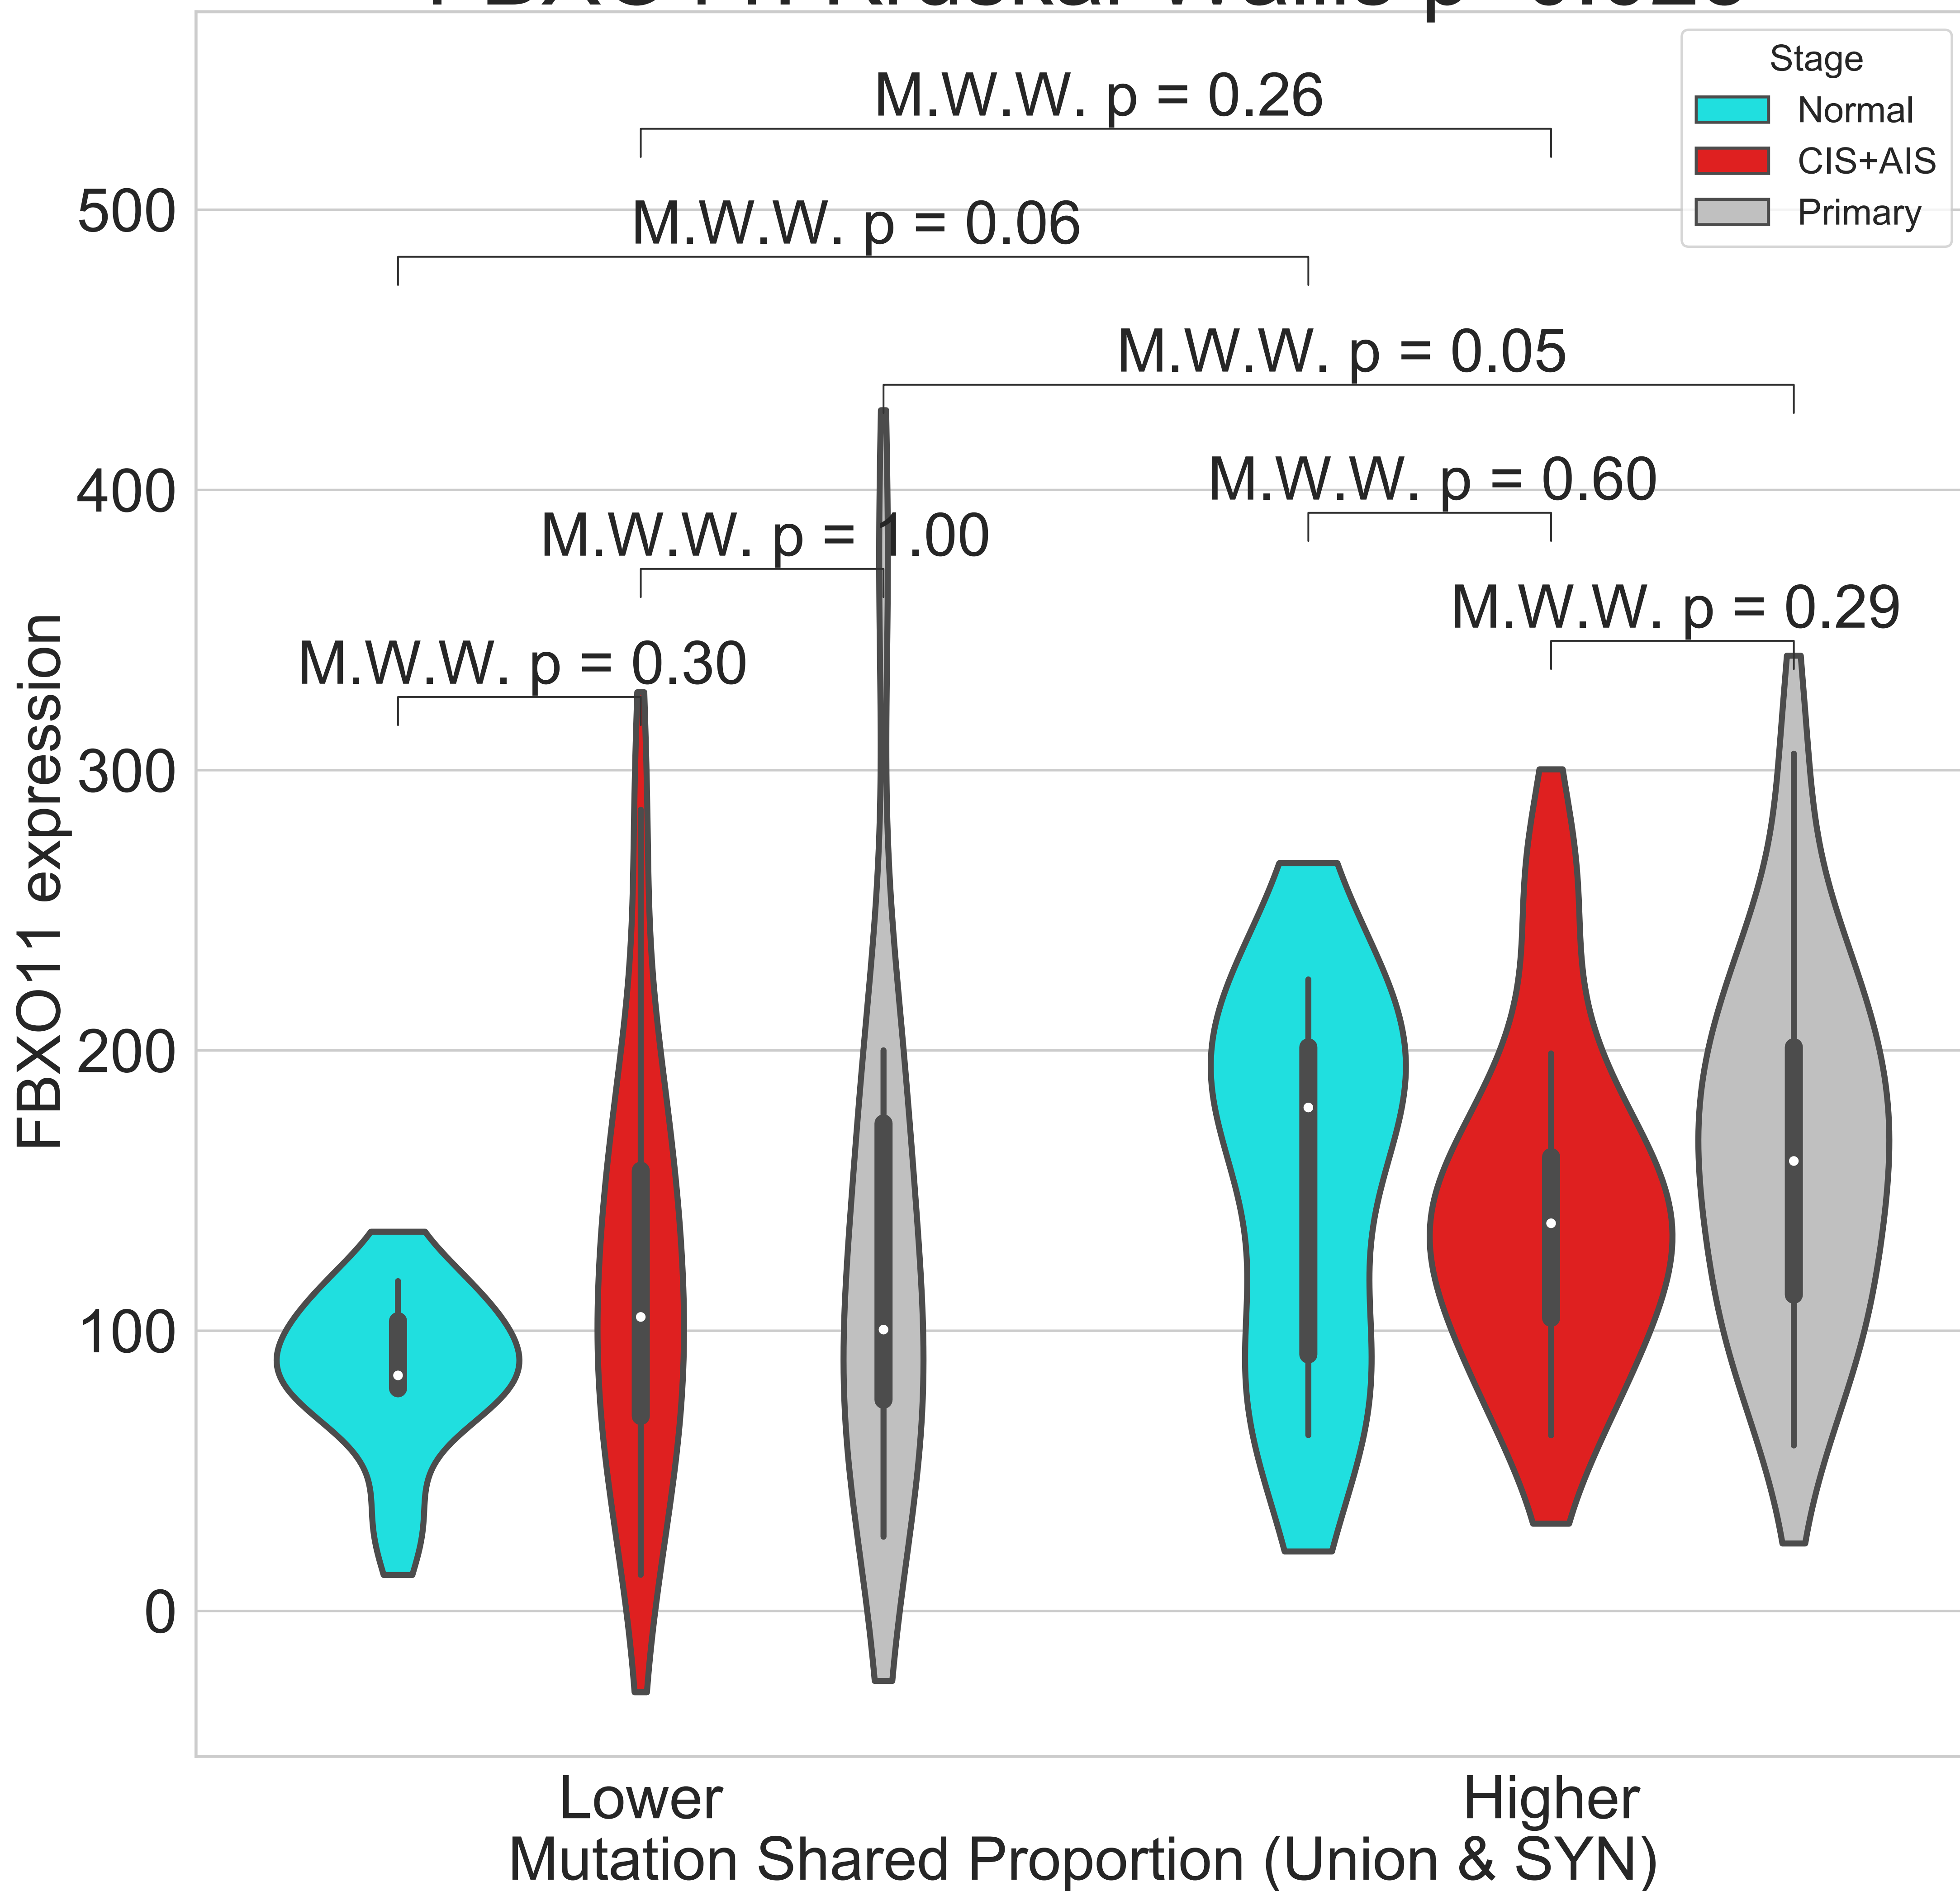 Stage
Normal
CIS+AIS
Primary
M.W.W. p = 0.26
M.W.W. p = 0.06
M.W.W. p = 0.05
M.W.W. p = 0.60
M.W.W. p = 1.00
M.W.W. p = 0.29
M.W.W. p = 0.30
500
400
300
200
100
0
FBXO11 expression
Lower
Higher
Mutation Shared Proportion (Union & SYN)